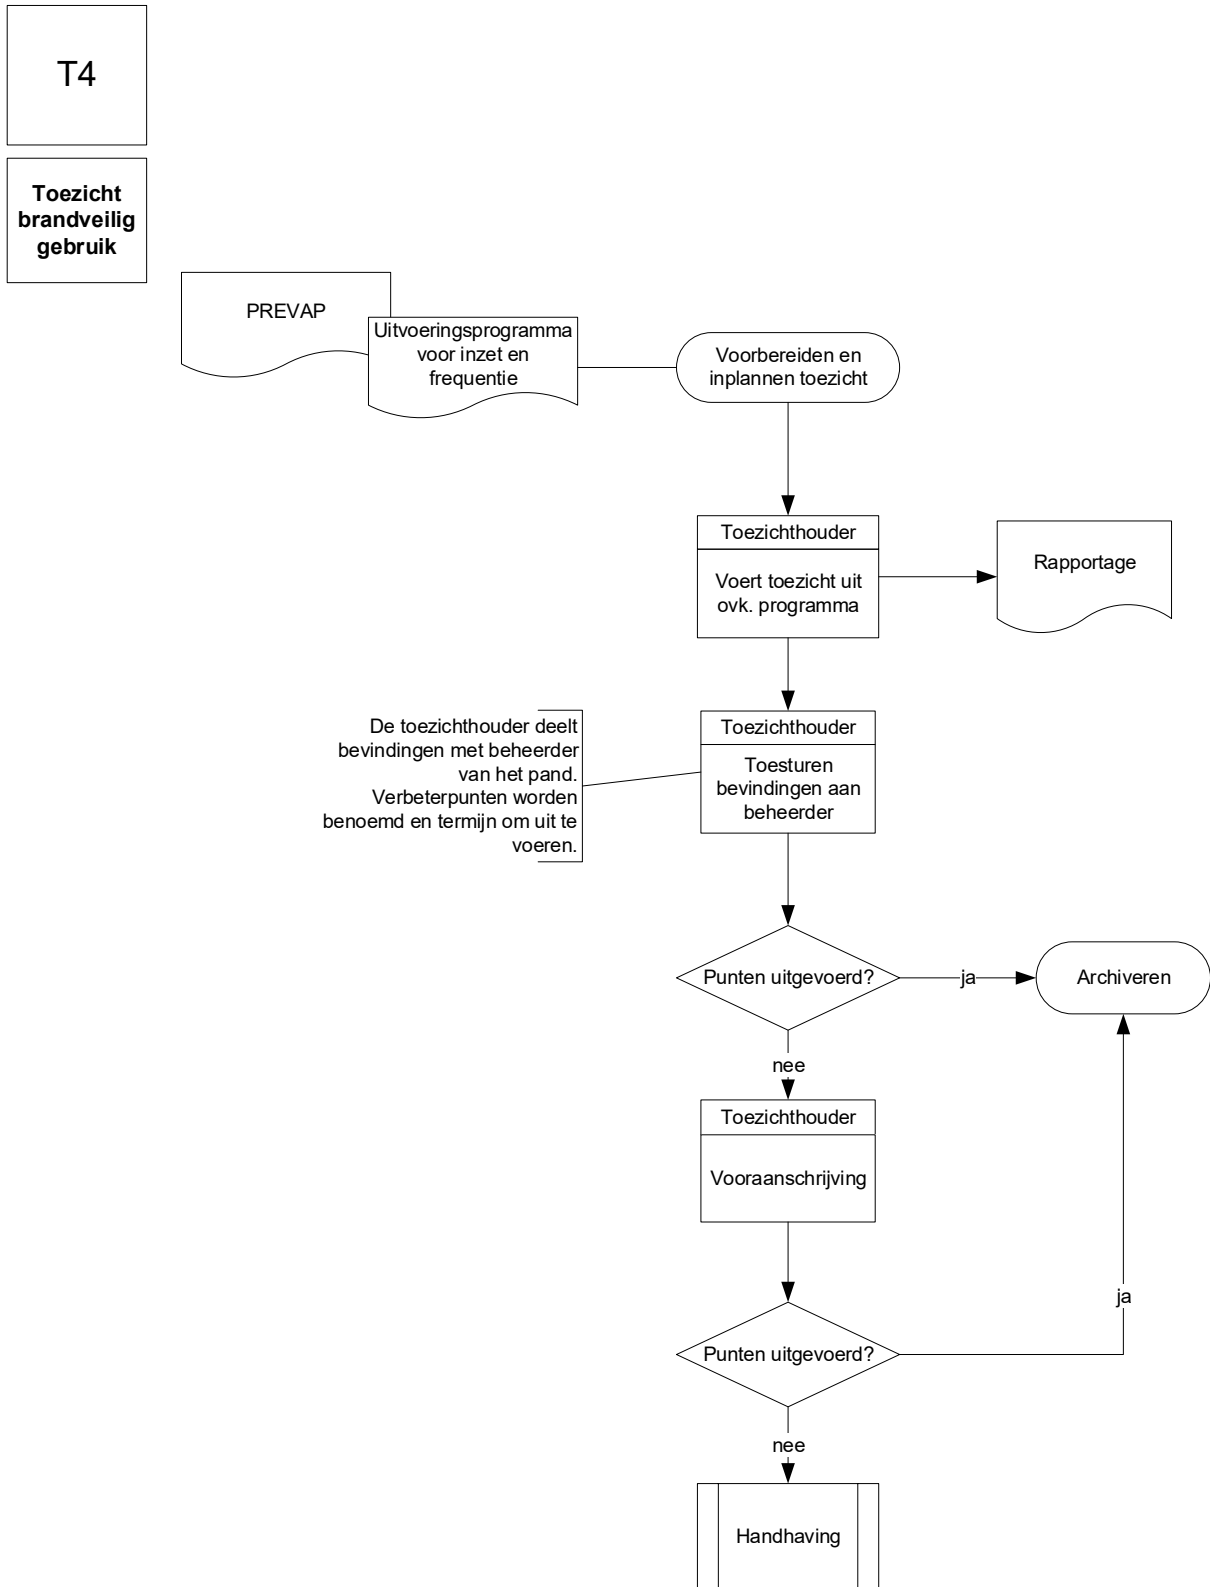 T4
Toezicht
brandveilig
gebruik
PREVAP
Uitvoeringsprogramma
voor inzet en
frequentie
Voorbereiden en
inplannen toezicht
Toezichthouder
Voert toezicht uit
ovk. programma
Rapportage
De toezichthouder deelt
bevindingen met beheerder
van het pand.
Verbeterpunten worden
benoemd en termijn om uit te
voeren.
Toezichthouder
Toesturen
bevindingen aan
beheerder
Punten uitgevoerd?
ja
Archiveren
nee
Toezichthouder
Vooraanschrijving
ja
Punten uitgevoerd?
nee
Handhaving